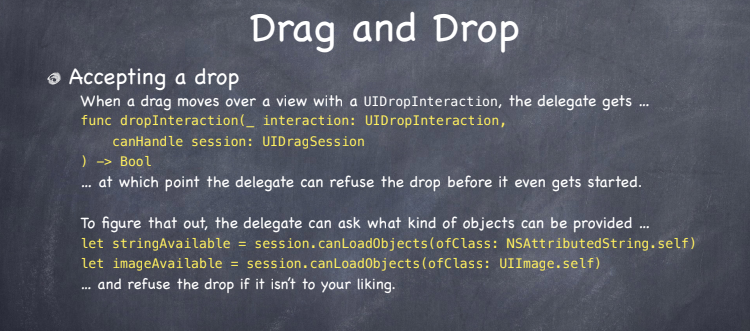 Drag and Drop
Accepting a drop
When a drag moves over a view with a UIDropInteraction, the delegate gets ...
func dropInteraction(_ interaction: UIDropInteraction,
canHandle session: UIDragSession
) -> Bool
... at which point the delegate can refuse the drop before it even gets started.
To figure that out, the delegate can ask what kind of objects can be provided ...
let stringAvailable = session.canLoadObjects(ofClass: NSAttributedString.self)
let imageAvailable = session.canLoadObjects(ofClass: UIImage.self)
... and refuse the drop if it isn't to your liking.